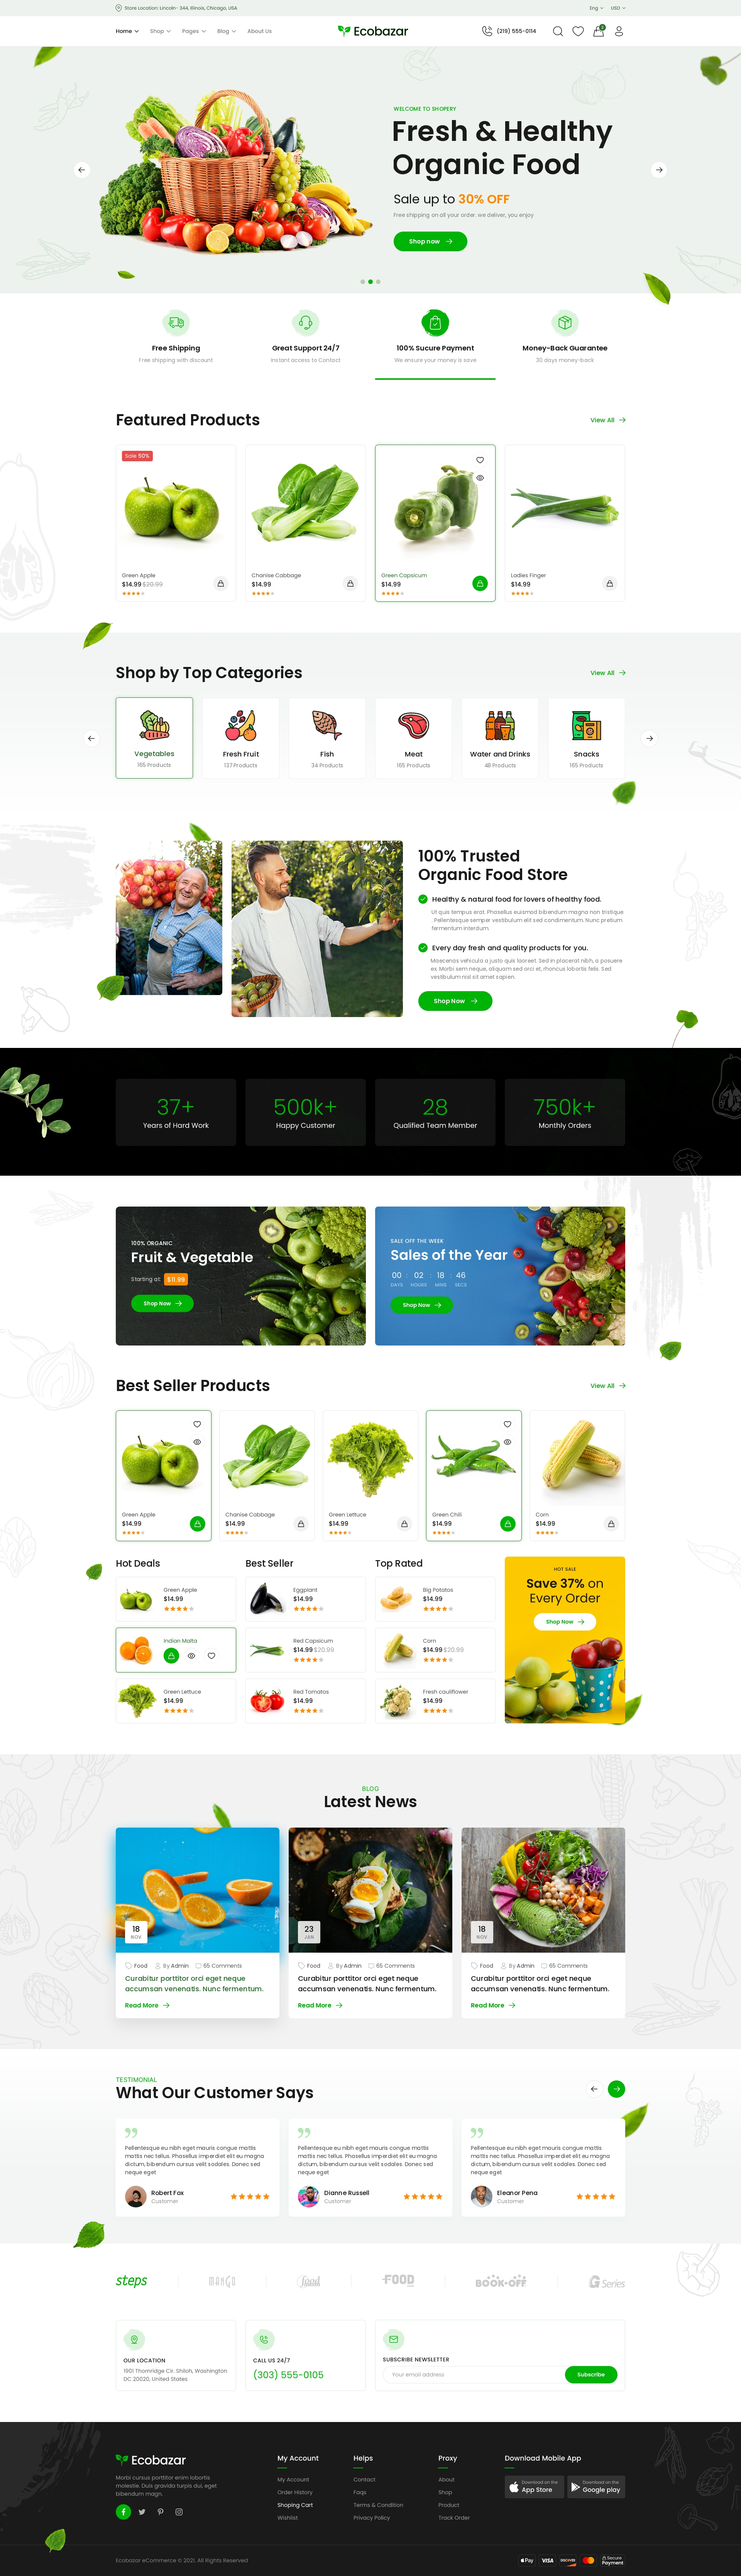 Store Location: Lincoln- 344, Illinois, Chicago, USA
Eng
USD
Home
Shop
Pages
Blog
About Us
Ecobazar
(219) 555-0114
2
WELCOME TO SHOPERY
Fresh & Healthy
Organic Food
Sale up to 30% OFF
Free shipping on all your order. we deliver, you enjoy
Shop now
Free Shipping
Free shipping with discount
Great Support 24/7
Instant access to Contact
100% Sucure Payment
We ensure your money is save
Money-Back Guarantee
30 days money-back
Featured Products
View All
Sale 50%
Green Apple
$14.99 $20.99
Chanise Cabbage
$14.99
Green Capsicum
$14.99
Ladies Finger
$14.99
Shop by Top Categories
View All
Vegetables
165 Products
Fresh Fruit
137 Products
Fish
34 Products
Meat
165 Products
Water and Drinks
48 Products
Snacks
165 Products
100% Trusted
Organic Food Store
Healthy & natural food for lovers of healthy food.
Ut quis tempus erat. Phasellus euismod bibendum magna non tristique
. Pellentesque semper vestibulum elit sed condimentum. Nunc pretium
fermentum interdum.
Every day fresh and quality products for you.
Maecenas vehicula a justo quis laoreet. Sed in placerat nibh, a posuere
ex. Morbi sem neque, aliquam sed orci et, rhoncus lobortis felis. Sed
vestibulum nisl sit amet sapien.
Shop Now
37+
Years of Hard Work
500k+
Happy Customer
28
Qualified Team Member
750k+
Monthly Orders
100% ORGANIC
Fruit & Vegetable
Starting at: $11.99
Shop Now
SALE OFF THE WEEK
Sales of the Year
00 : 02 : 18 : 46
DAYS HOURS MINS SECS
Shop Now
Best Seller Products
View All
Green Apple
$14.99
Chanise Cabbage
$14.99
Green Lettuce
$14.99
Green Chili
$14.99
Corn
$14.99
Hot Deals
Green Apple
$14.99
Indian Malta
Green Lettuce
$14.99
Best Seller
Eggplant
$14.99
Red Capsicum
$14.99 $20.99
Red Tomatos
$14.99
Top Rated
Big Potatos
$14.99
Corn
$14.99 $20.99
Fresh cauliflower
$14.99
HOT SALE
Save 37% on
Every Order
Shop Now
BLOG
Latest News
18
NOV
Food
By Admin
65 Comments
Curabitur porttitor orci eget neque
accumsan venenatis. Nunc fermentum.
Read More
23
JAN
Food
By Admin
65 Comments
Curabitur porttitor orci eget neque
accumsan venenatis. Nunc fermentum.
Read More
18
NOV
Food
By Admin
65 Comments
Curabitur porttitor orci eget neque
accumsan venenatis. Nunc fermentum.
Read More
TESTIMONIAL
What Our Customer Says
Pellentesque eu nibh eget mauris congue mattis
mattis nec tellus. Phasellus imperdiet elit eu magna
dictum, bibendum cursus velit sodales. Donec sed
neque eget
Robert Fox
Customer
Pellentesque eu nibh eget mauris congue mattis
mattis nec tellus. Phasellus imperdiet elit eu magna
dictum, bibendum cursus velit sodales. Donec sed
neque eget
Dianne Russell
Customer
Pellentesque eu nibh eget mauris congue mattis
mattis nec tellus. Phasellus imperdiet elit eu magna
dictum, bibendum cursus velit sodales. Donec sed
neque eget
Eleanor Pena
Customer
steps
MANGO
food
FOOD
BOOK•OFF
G Series
OUR LOCATION
1901 Thornridge Cir. Shiloh, Washington
DC 20020, United States
CALL US 24/7
(303) 555-0105
SUBSCRIBE NEWSLETTER
Your email address
Subscribe
Ecobazar
Morbi cursus porttitor enim lobortis
molestie. Duis gravida turpis dui, eget
bibendum magn.
My Account
My Account
Order History
Shoping Cart
Wishlist
Helps
Contact
Faqs
Terms & Condition
Privacy Policy
Proxy
About
Shop
Product
Track Order
Download Mobile App
Download on the
App Store
Download on the
Google play
Ecobazar eCommerce © 2021. All Rights Reserved
Pay
VISA
DISCOVER
Secure
Payment